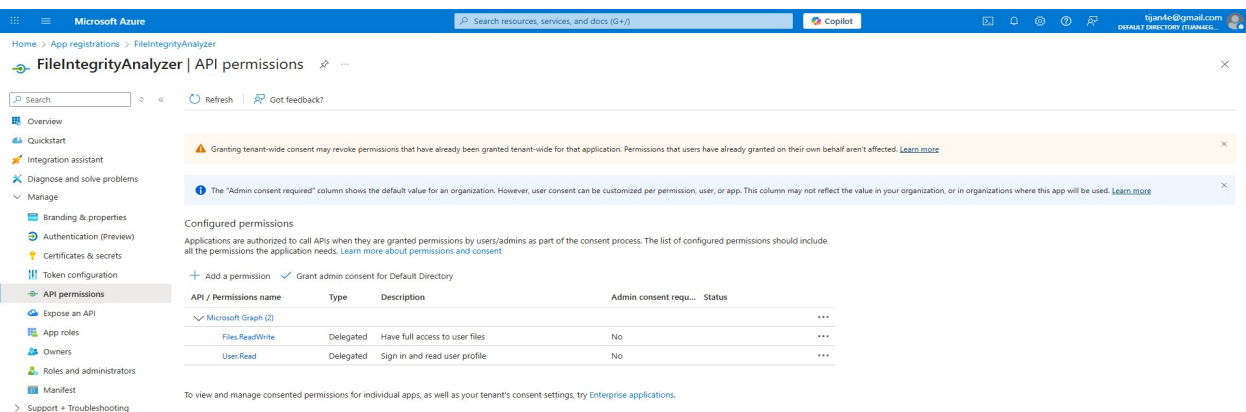 Microsoft Azure
Search resources, services, and docs (G+/)
Copilot
tijan4e@gmail.com
DEFAULT DIRECTORY (TIJAN4EG...
Home > App registrations > FileIntegrityAnalyzer
FileIntegrityAnalyzer | API permissions
Search
Refresh
Got feedback?
Overview
Quickstart
Integration assistant
Diagnose and solve problems
Manage
Branding & properties
Authentication (Preview)
Certificates & secrets
Token configuration
API permissions
Expose an API
App roles
Owners
Roles and administrators
Manifest
Support + Troubleshooting
Granting tenant-wide consent may revoke permissions that have already been granted tenant-wide for that application. Permissions that users have already granted on their own behalf aren't affected. Learn more
The "Admin consent required" column shows the default value for an organization. However, user consent can be customized per permission, user, or app. This column may not reflect the value in your organization, or in organizations where this app will be used. Learn more
Configured permissions
Applications are authorized to call APIs when they are granted permissions by users/admins as part of the consent process. The list of configured permissions should include
all the permissions the application needs. Learn more about permissions and consent
Add a permission
Grant admin consent for Default Directory
API / Permissions name Type Description Admin consent requ... Status
Microsoft Graph (2)
Files.ReadWrite Delegated Have full access to user files No
User.Read Delegated Sign in and read user profile No
To view and manage consented permissions for individual apps, as well as your tenant's consent settings, try Enterprise applications.